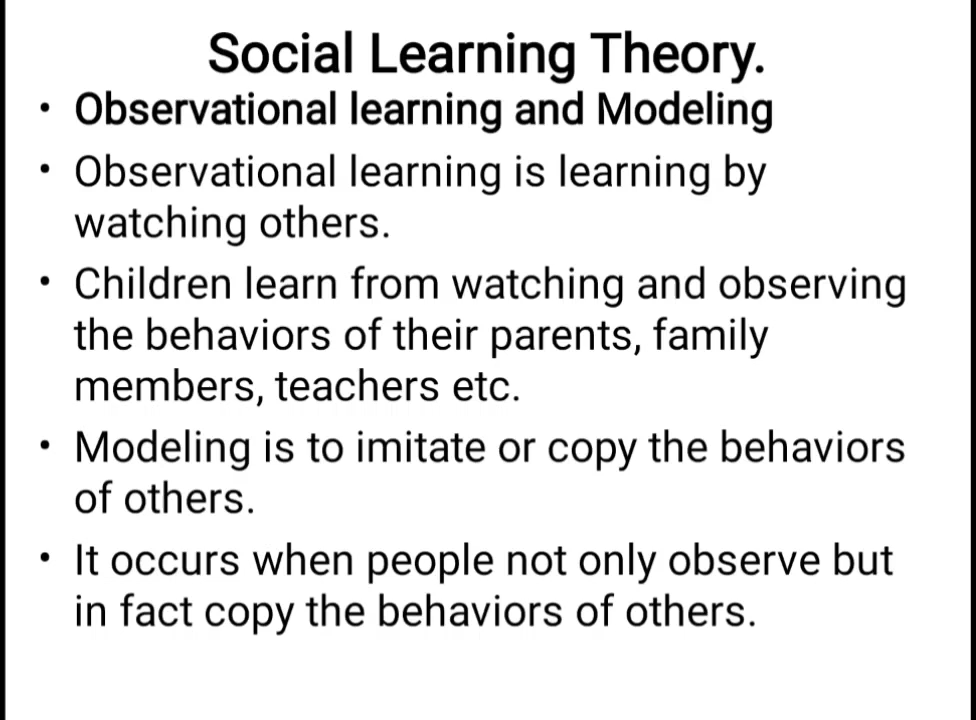 Social Learning Theory.
• Observational learning and Modeling
• Observational learning is learning by
watching others.
• Children learn from watching and observing
the behaviors of their parents, family
members, teachers etc.
• Modeling is to imitate or copy the behaviors
of others.
• It occurs when people not only observe but
in fact copy the behaviors of others.